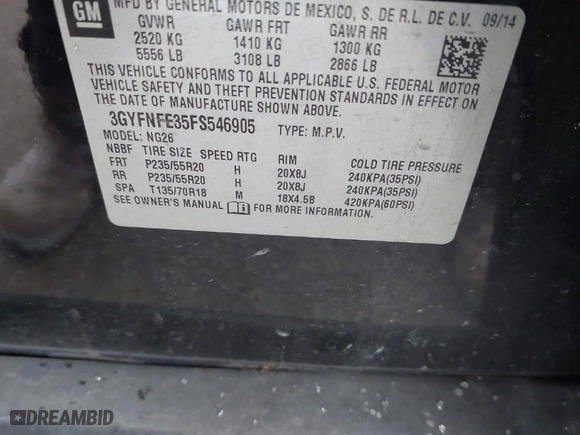 GM
MFD BY GENERAL MOTORS DE MEXICO, S. DE R.L. DE C.V. 09/14
GVWR GAWR FRT GAWR RR
2520 KG 1410 KG 1300 KG
5556 LB 3108 LB 2866 LB
THIS VEHICLE CONFORMS TO ALL APPLICABLE U.S. FEDERAL MOTOR
VEHICLE SAFETY AND THEFT PREVENTION STANDARDS IN EFFECT ON
THE DATE OF MANUFACTURE SHOWN ABOVE.
3GYFNFE35FS546905 TYPE: M.P.V.
MODEL: NG26
NBBF TIRE SIZE SPEED RTG RIM COLD TIRE PRESSURE
FRT P235/55R20 H 20X8J 240KPA(35PSI)
RR P235/55R20 H 20X8J 240KPA(35PSI)
SPA T135/70R18 M 18X4.5B 420KPA(60PSI)
SEE OWNER'S MANUAL FOR MORE INFORMATION.
DREAMBID